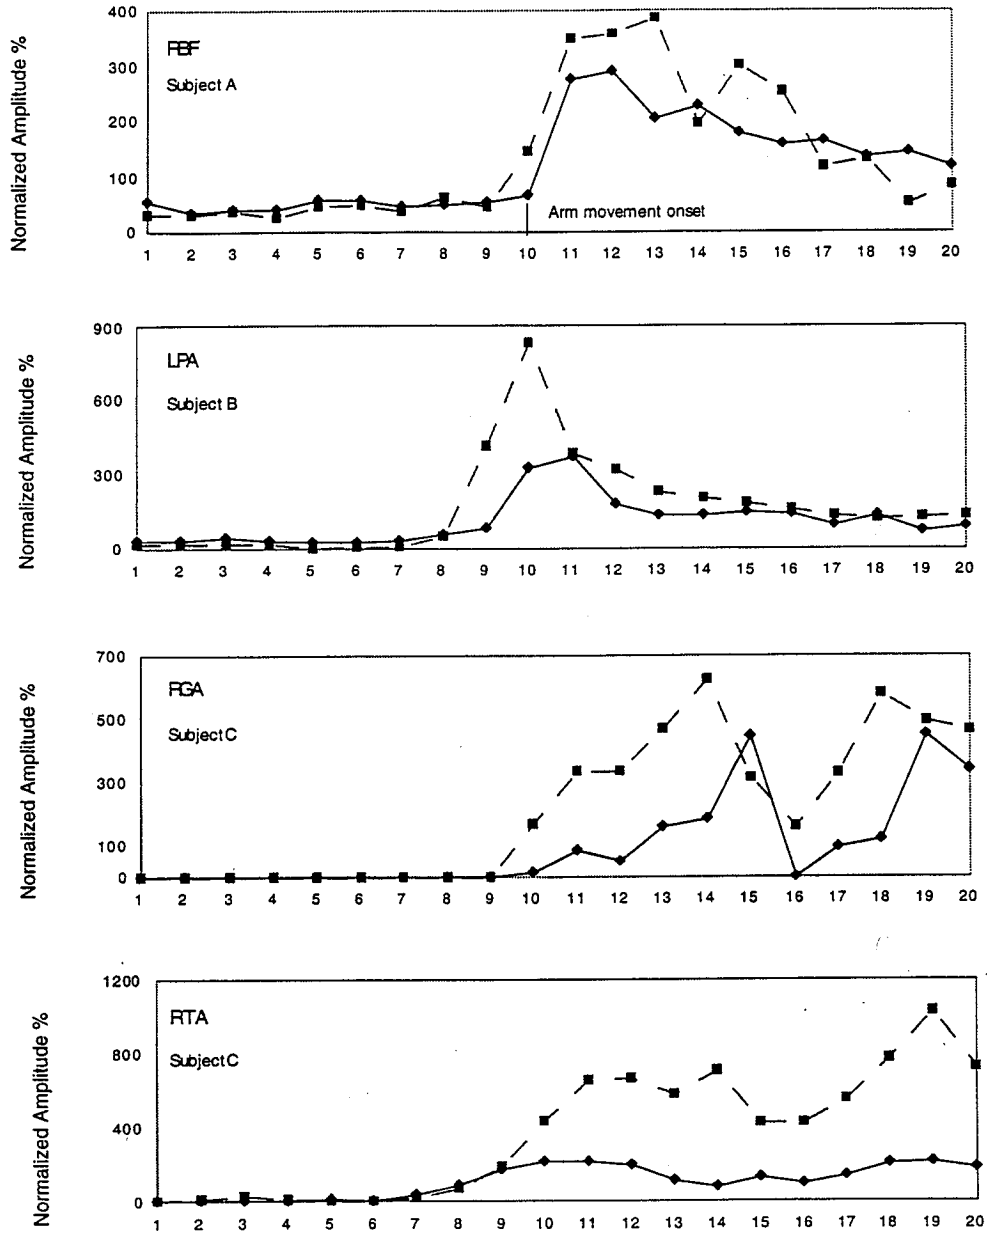 400
RBF
300
Subject A
200
100
Arm movement onset
0
1 2 3 4 5 6 7 8 9 10 11 12 13 14 15 16 17 18 19 20
Normalized Amplitude %
900
LPA
600
Subject B
300
0
1 2 3 4 5 6 7 8 9 10 11 12 13 14 15 16 17 18 19 20
Normalized Amplitude %
700
RGA
500
Subject C
300
100
0
1 2 3 4 5 6 7 8 9 10 11 12 13 14 15 16 17 18 19 20
Normalized Amplitude %
1200
RTA
800
Subject C
400
0
1 2 3 4 5 6 7 8 9 10 11 12 13 14 15 16 17 18 19 20
Normalized Amplitude %